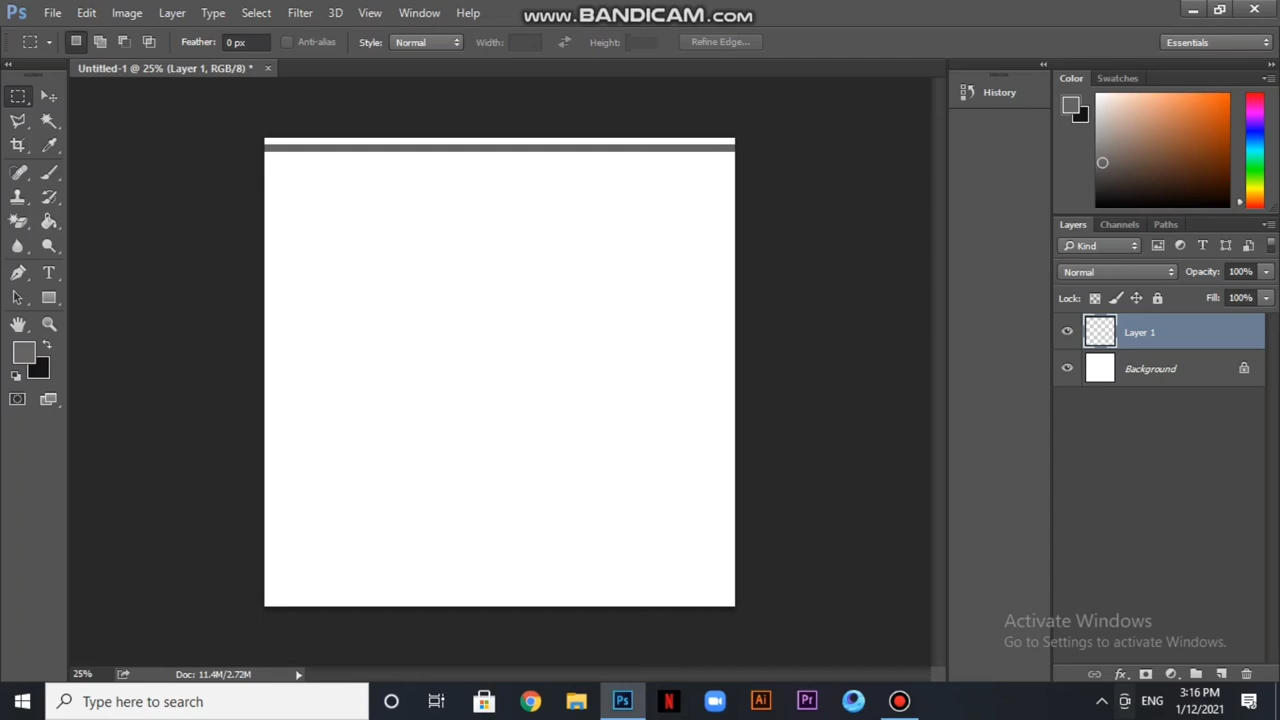 www.BANDICAM.com
Ps File Edit Image Layer Type Select Filter 3D View Window Help
Feather: 0 px Anti-alias Style: Normal Width: Height: Refine Edge... Essentials
Untitled-1 @ 25% (Layer 1, RGB/8) *
History
Color Swatches
Layers Channels Paths
Kind
Normal Opacity: 100%
Lock: Fill: 100%
Layer 1
Background
Activate Windows
Go to Settings to activate Windows.
25% Doc: 11.4M/2.72M
Type here to search
Ps N Ai Pr
ENG
3:16 PM
1/12/2021